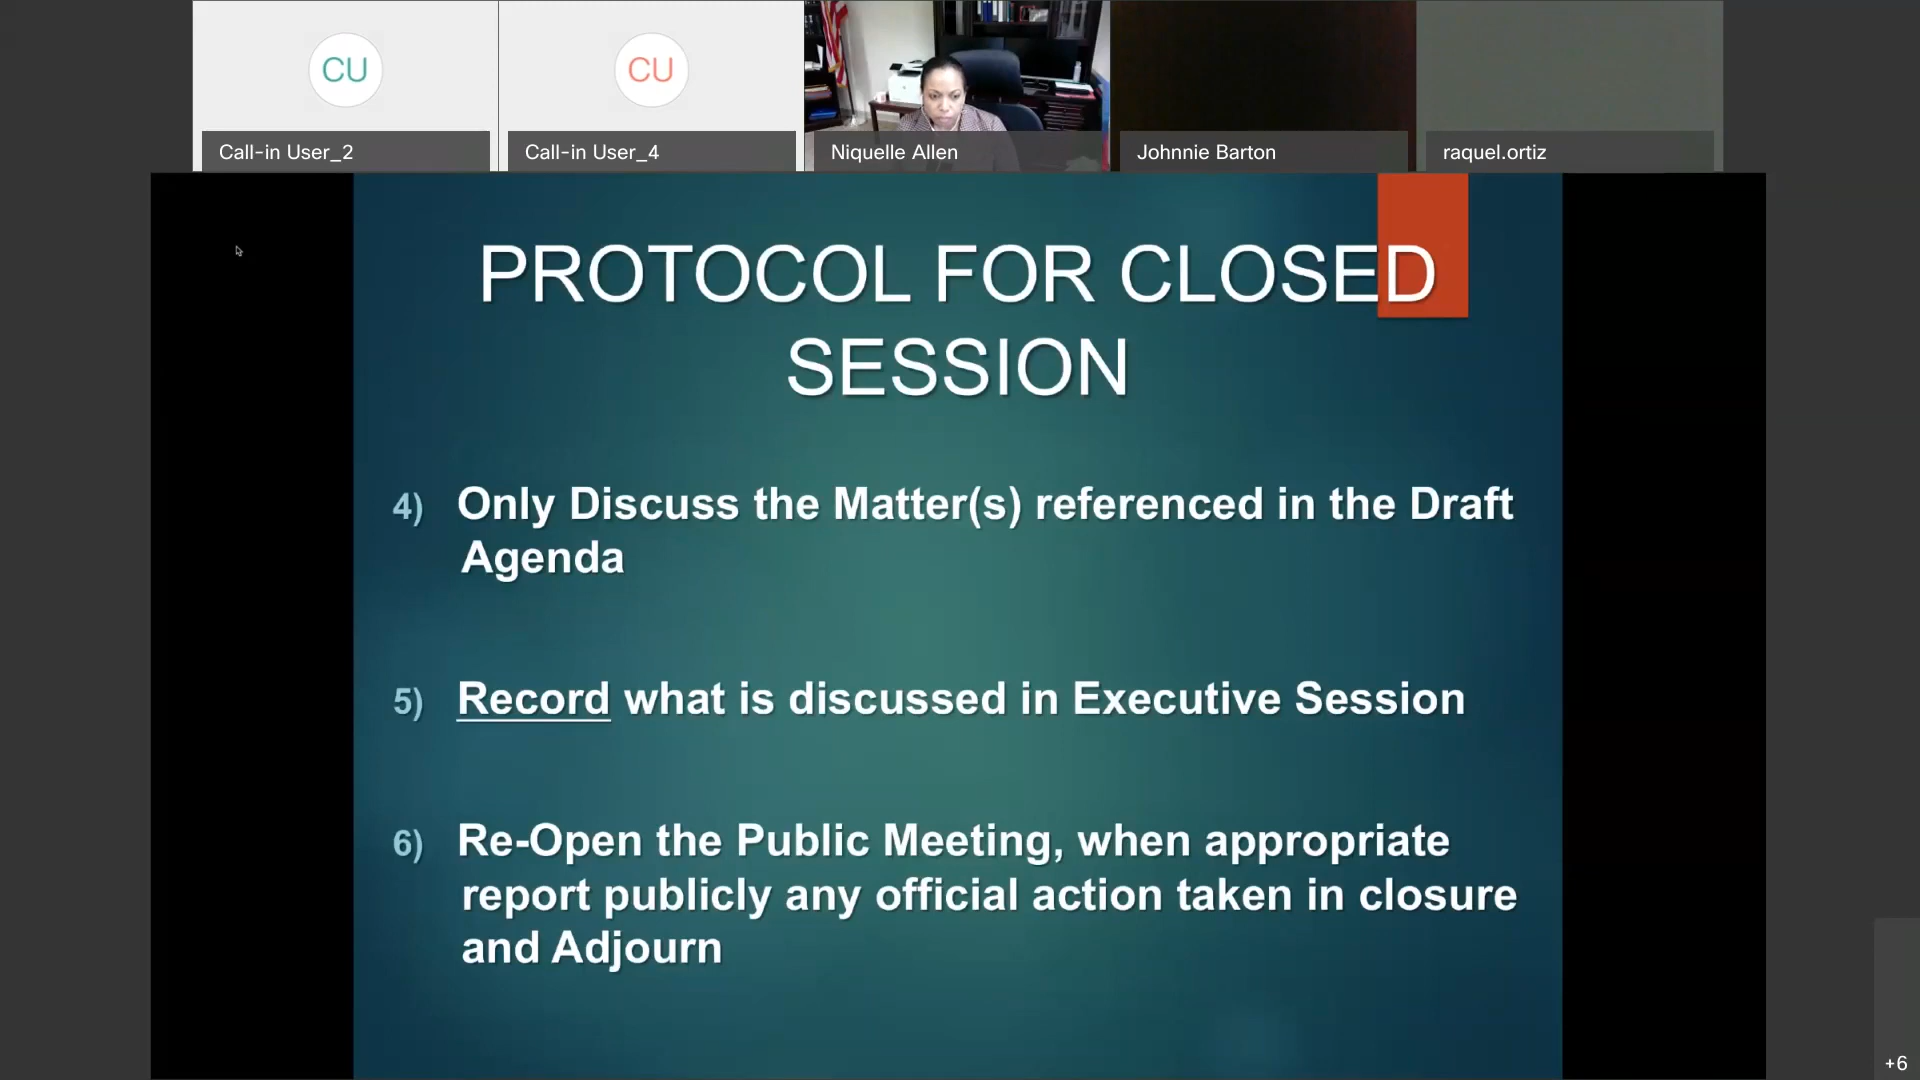 CU
CU
Call-in User_2
Call-in User_4
Niquelle Allen
Johnnie Barton
raquel.ortiz
PROTOCOL FOR CLOSED
SESSION
4) Only Discuss the Matter(s) referenced in the Draft
Agenda
5) Record what is discussed in Executive Session
6) Re-Open the Public Meeting, when appropriate
report publicly any official action taken in closure
and Adjourn
+6